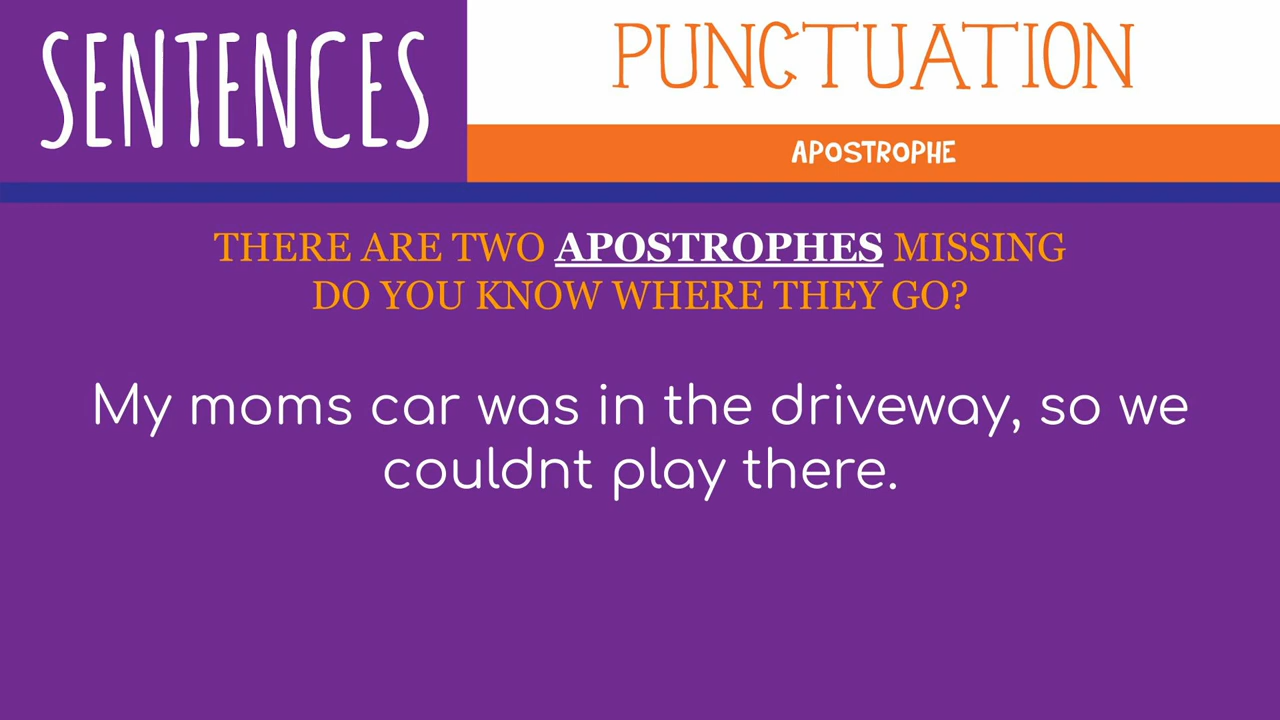 SENTENCES
PUNCTUATION
APOSTROPHE
THERE ARE TWO APOSTROPHES MISSING
DO YOU KNOW WHERE THEY GO?
My moms car was in the driveway, so we
couldnt play there.